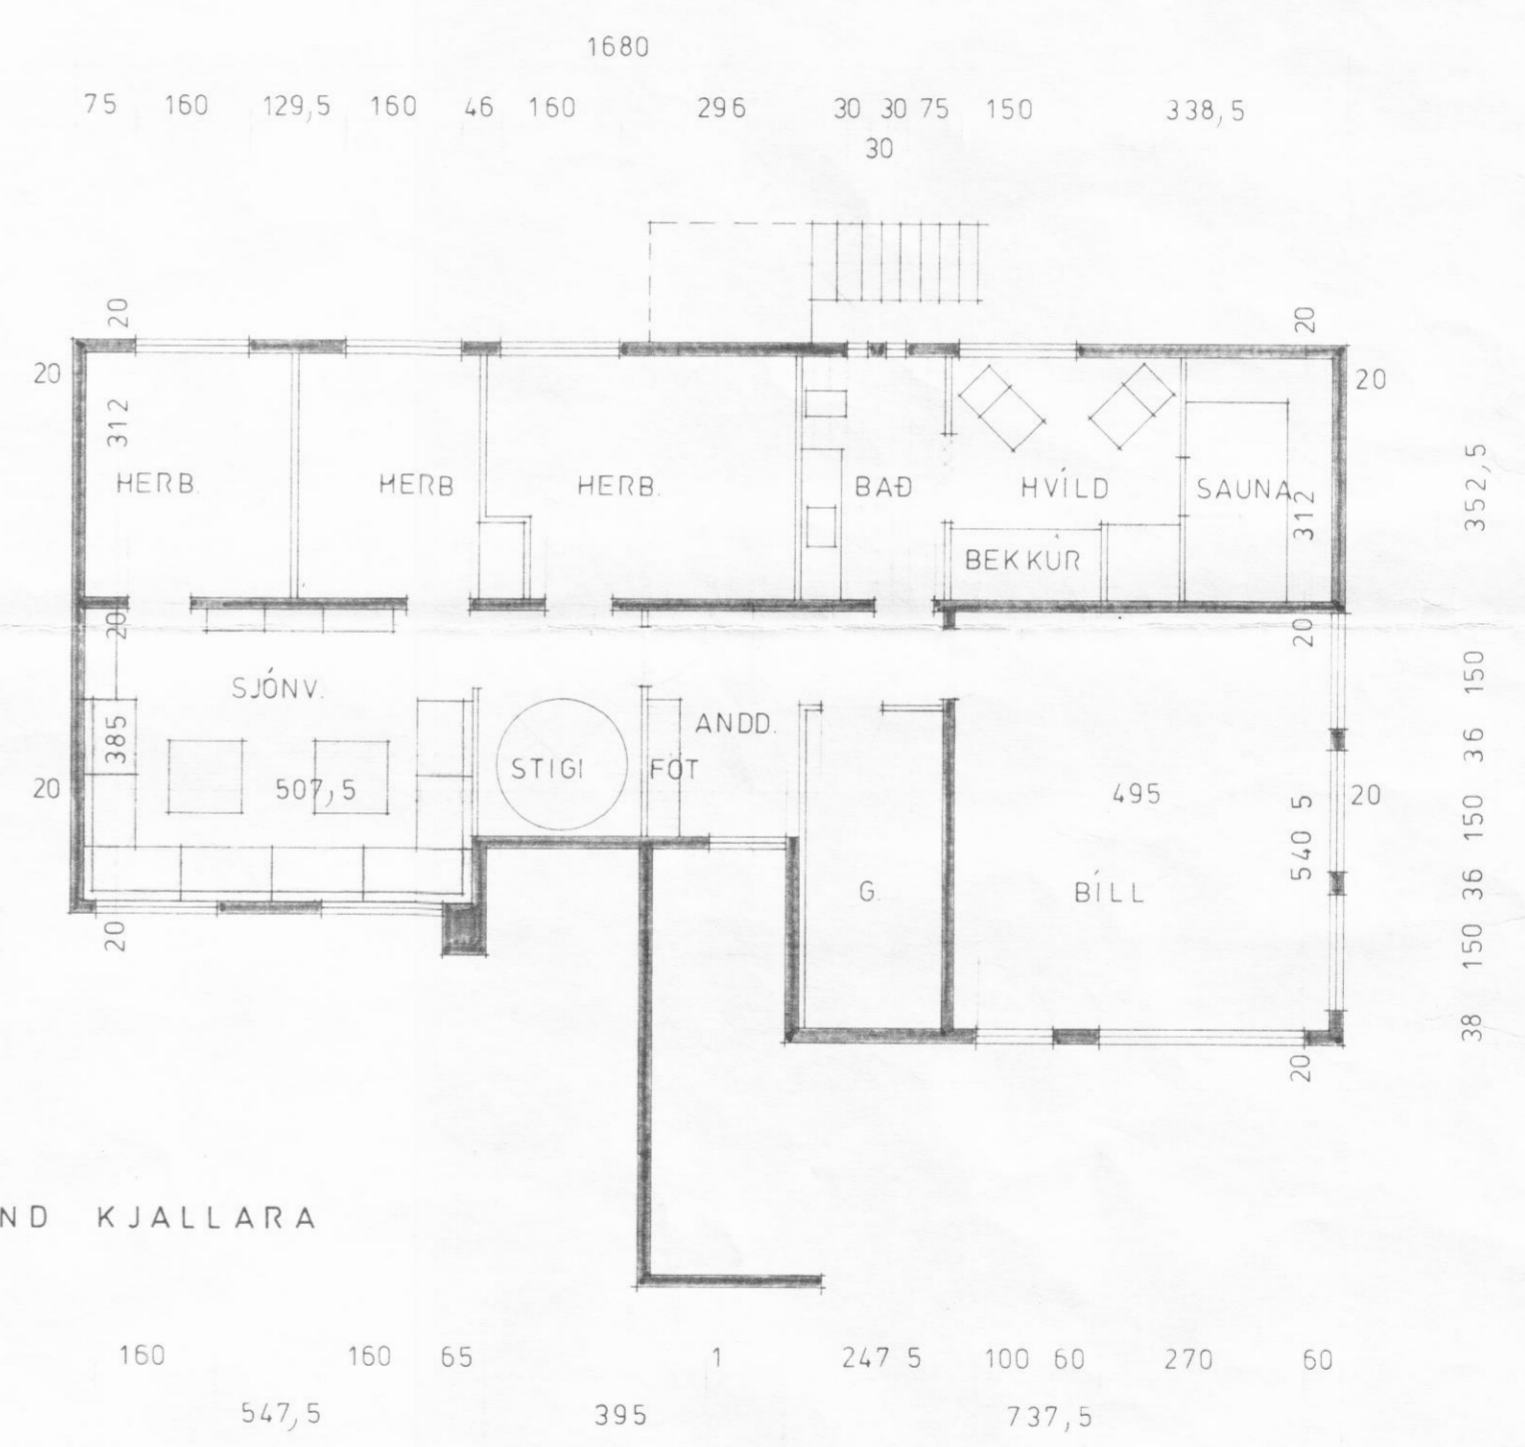 1680
75 160 129,5 160 46 160 296 30 30 75 150 338,5
30
20 20
20 20
312
HERB. HERB HERB. BAÐ HVÍLD SAUNA 312 352,5
BEKKUR
20 20
SJÓNV. 150
385 ANDD. 36
STIGI FÖT
20 507,5 495 540 5 20 150
G. BÍLL 36
20 150
38
20
ND KJALLARA
160 160 65 1 247 5 100 60 270 60
547,5 395 737,5